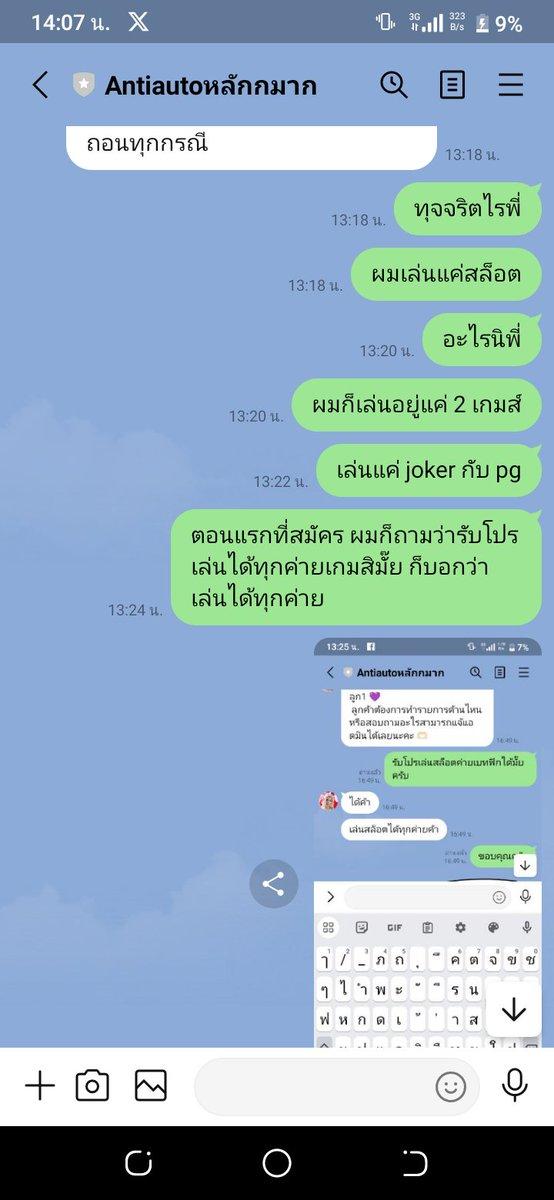 14:07 น.
3G
323 B/s
9%
Antiautoหลักกมาก
ถอนทุกกรณี
13:18 น.
ทุจจริตไรพี่
13:18 น.
ผมเล่นแค่สล็อต
13:18 น.
อะไรนิพี่
13:20 น.
ผมก็เล่นอยู่แค่ 2 เกมส์
13:20 น.
เล่นแค่ joker กับ pg
13:22 น.
ตอนแรกที่สมัคร ผมก็ถามว่ารับโปร
เล่นได้ทุกค่ายเกมสิมั๊ย ก็บอกว่า
เล่นได้ทุกค่าย
13:24 น.
13:25 น.
7%
Antiautoหลักกมาก
ลูก1 💜
ลูกค้าต้องการทำรายการด้านไหน
หรือสอบถามอะไรสามารถแจ้งแอ
ดมินได้เลยนะคะ
16:49 น.
รับโปรเล่นสล็อตค่ายเบทฟิกได้มั้ย
ครับ
อ่านแล้ว
16:49 น.
ได้ค่ำ
16:49 น.
เล่นสล็อตได้ทุกค่ายค่ำ
16:49 น.
อ่านแล้ว
16:49 น.
GIF
ๅ / _ ภ ถ ุ ึ ค ต จ ข ช
ๆ ไ ำ พ ะ ั ี ร น
ฟ ห ก ด เ ้ ่ า ส